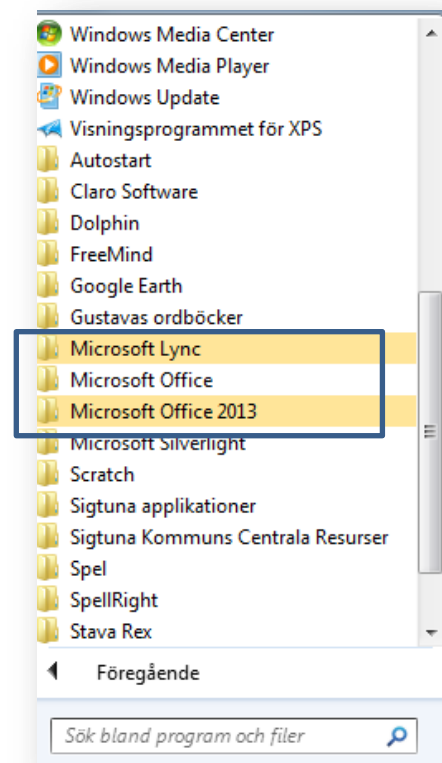 Windows Media Center
Windows Media Player
Windows Update
Visningsprogrammet för XPS
Autostart
Claro Software
Dolphin
FreeMind
Google Earth
Gustavas ordböcker
Microsoft Lync
Microsoft Office
Microsoft Office 2013
Microsoft Silverlight
Scratch
Sigtuna applikationer
Sigtuna Kommuns Centrala Resurser
Spel
SpellRight
Stava Rex
Föregående
Sök bland program och filer